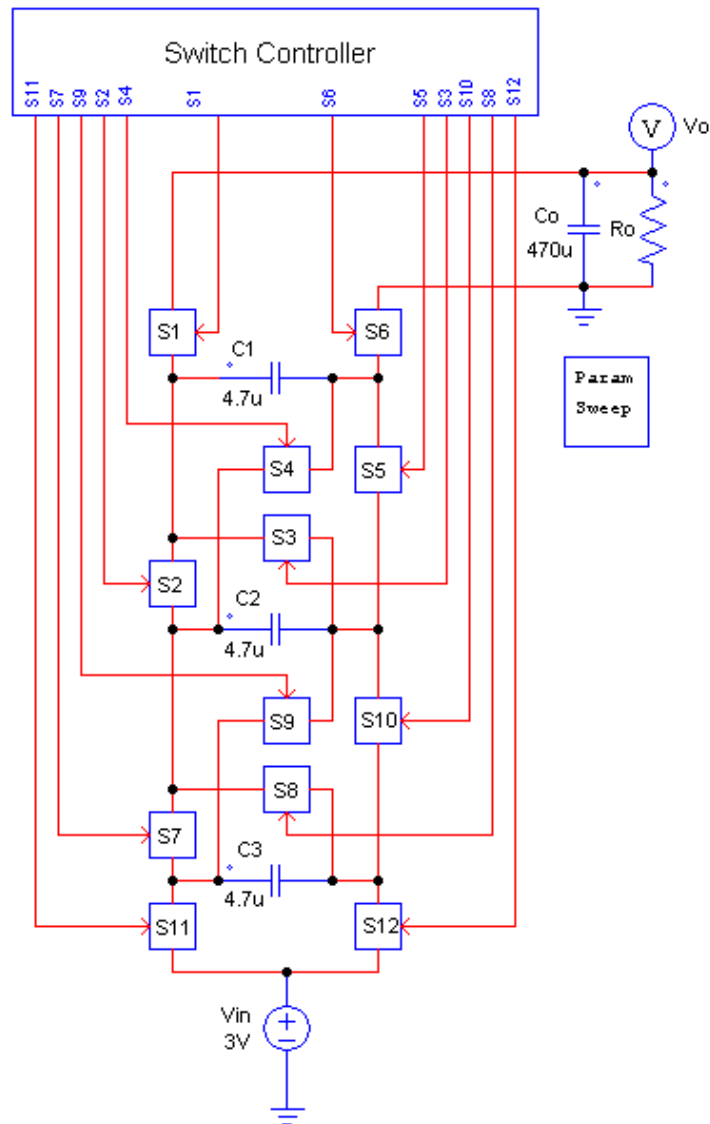 Switch Controller
S11 S7 S9 S2 S4 S1 S6 S5 S3 S10 S8 S12
V Vo
Co Ro
470u
S1 S6
C1
4.7u
Param
Sweep
S4 S5
S3
S2
C2
4.7u
S9 S10
S8
S7
C3
4.7u
S11 S12
Vin
3V